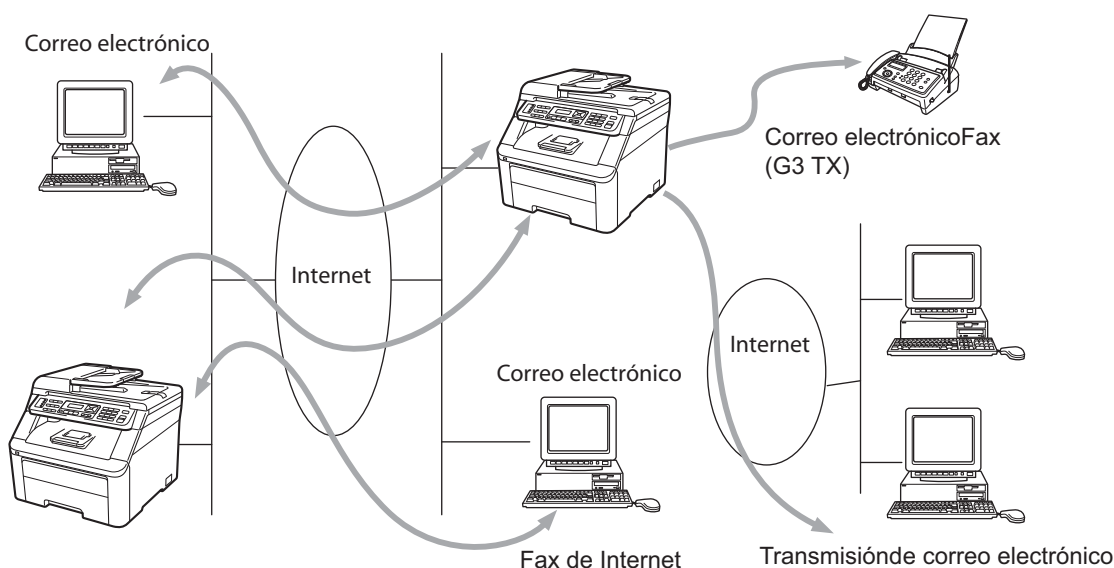 Correo electrónico
Correo electrónicoFax
(G3 TX)
Internet
Internet
Correo electrónico
Fax de Internet
Transmisiónde correo electrónico